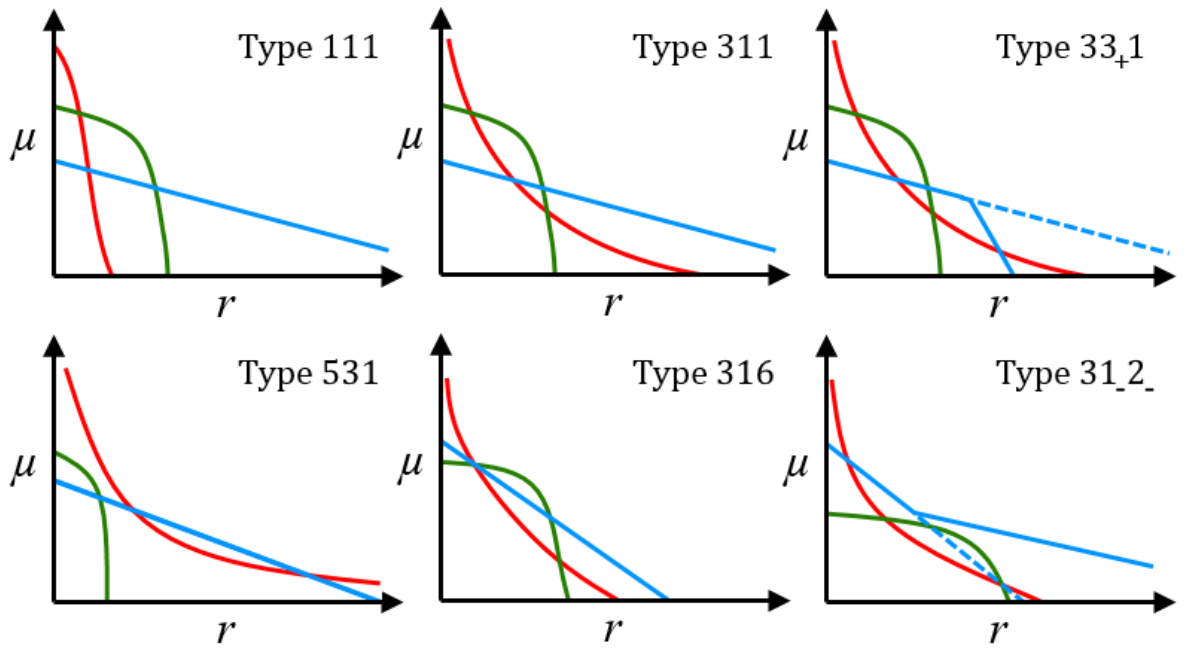 Type 111
μ
r
Type 311
μ
r
Type 33₊1
μ
r
Type 531
μ
r
Type 316
μ
r
Type 31₋2₋
μ
r